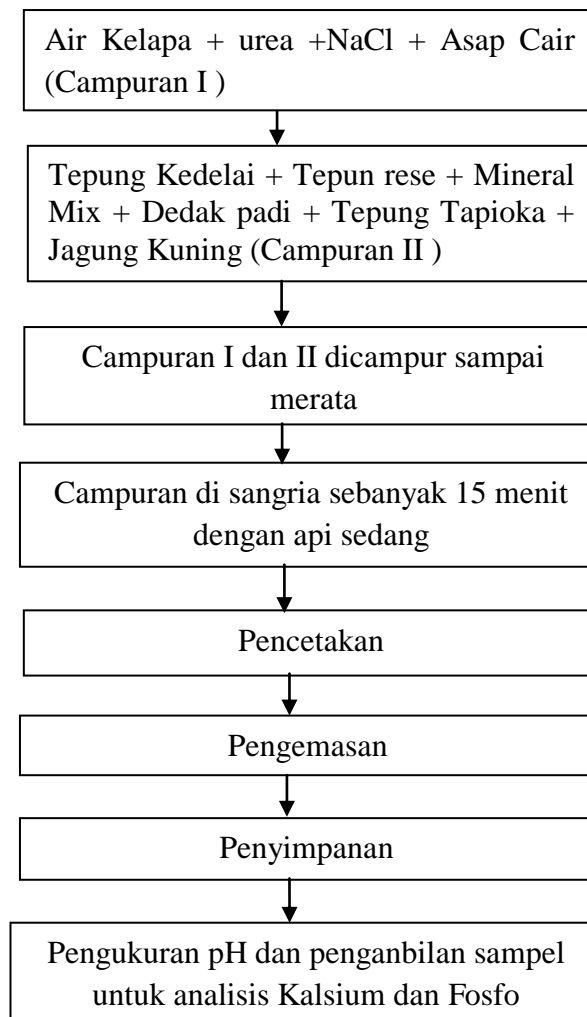 Air Kelapa + urea +NaCl + Asap Cair
(Campuran I )
Tepung Kedelai + Tepun rese + Mineral
Mix + Dedak padi + Tepung Tapioka +
Jagung Kuning (Campuran II )
Campuran I dan II dicampur sampai
merata
Campuran di sangria sebanyak 15 menit
dengan api sedang
Pencetakan
Pengemasan
Penyimpanan
Pengukuran pH dan penganbilan sampel
untuk analisis Kalsium dan Fosfo